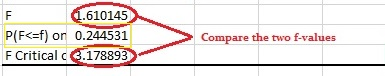 F 1.610145
P(F<=f) on 0.244531 Compare the two f-values
F Critical c 3.178893